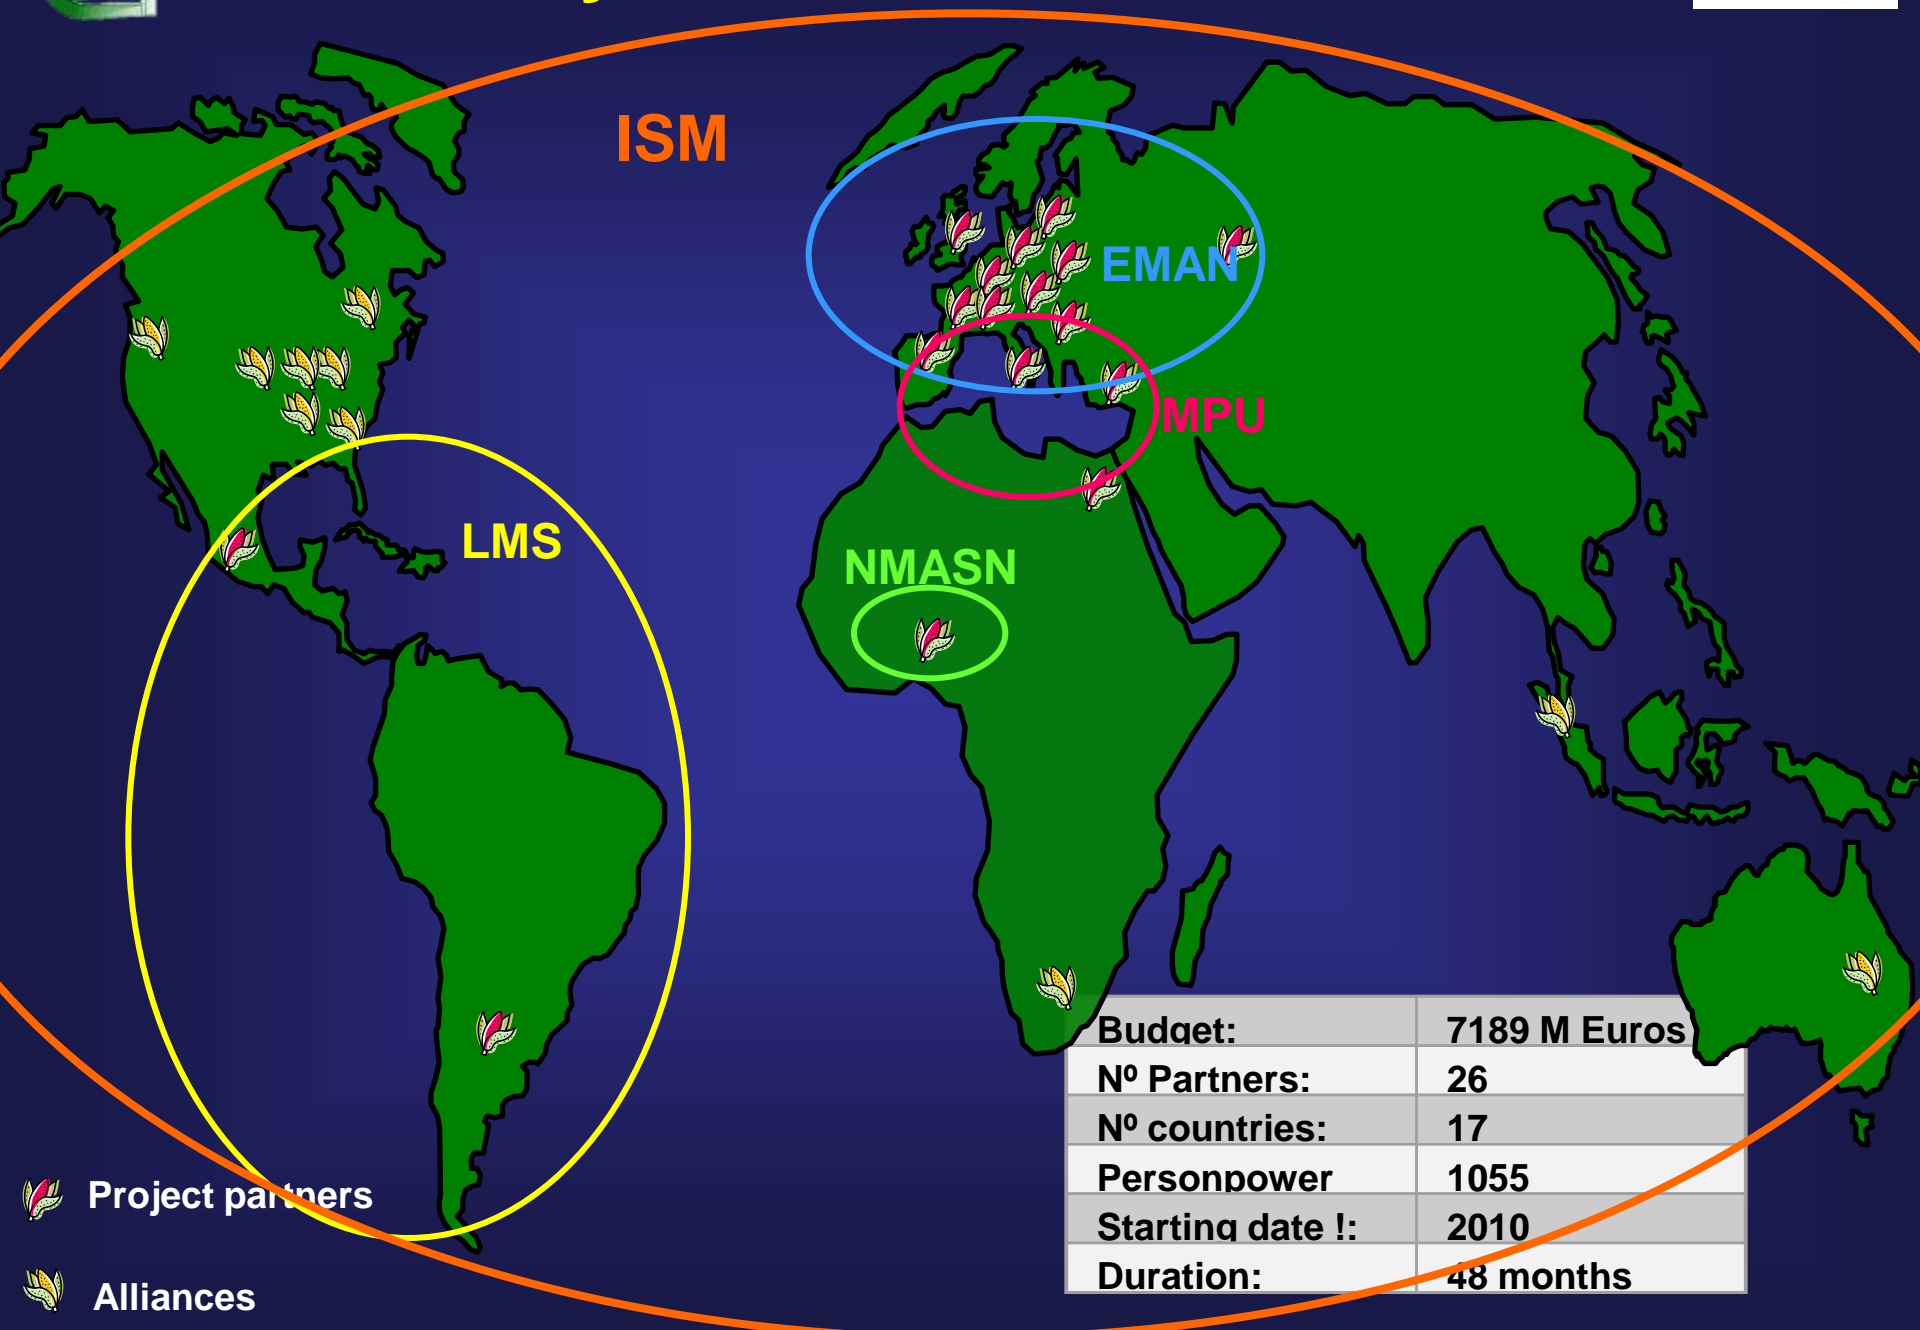 ISM
EMAN
MPU
LMS
NMASN
Budget: 7189 M Euros
Nº Partners: 26
Nº countries: 17
Personpower 1055
Starting date !: 2010
Duration: 48 months
Project partners
Alliances